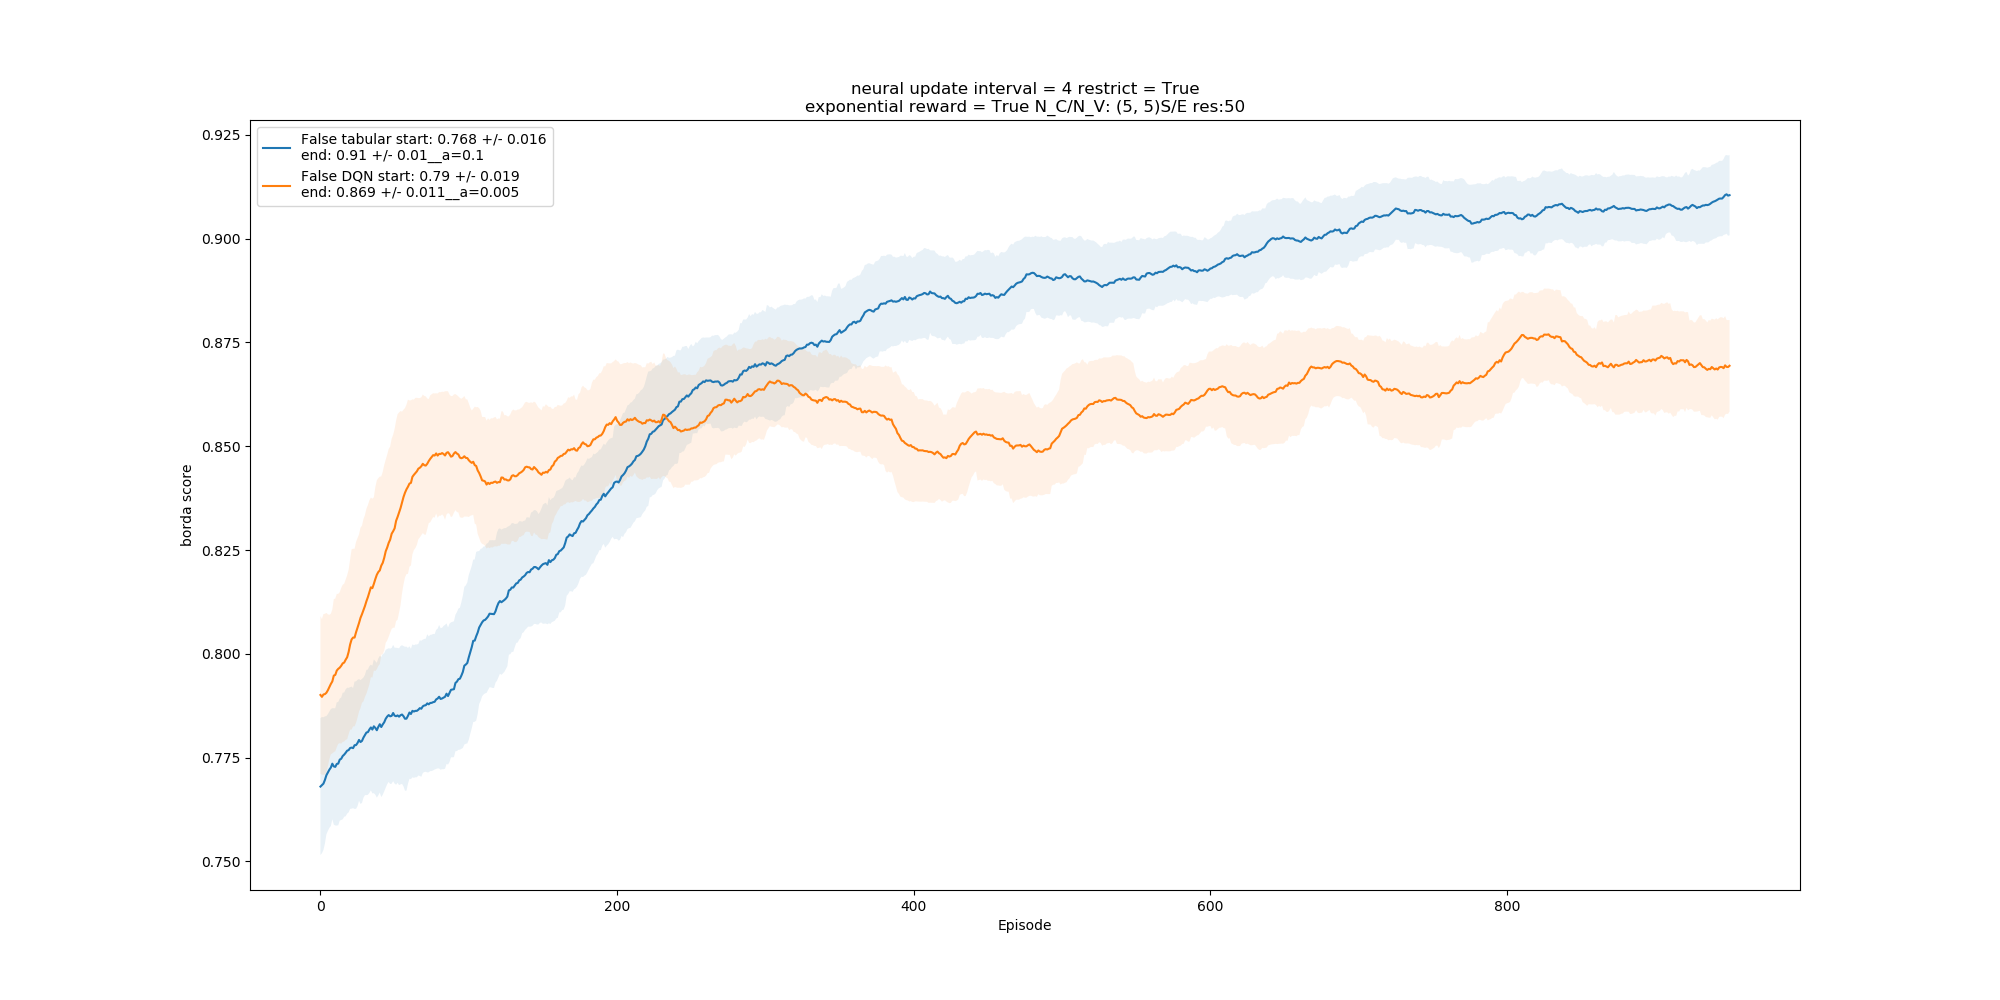 neural update interval = 4 restrict = True
exponential reward = True N_C/N_V: (5, 5)S/E res:50
False tabular start: 0.768 +/- 0.016
end: 0.91 +/- 0.01__a=0.1
False DQN start: 0.79 +/- 0.019
end: 0.869 +/- 0.011__a=0.005
0.925
0.900
0.875
0.850
0.825
0.800
0.775
0.750
borda score
0 200 400 600 800
Episode